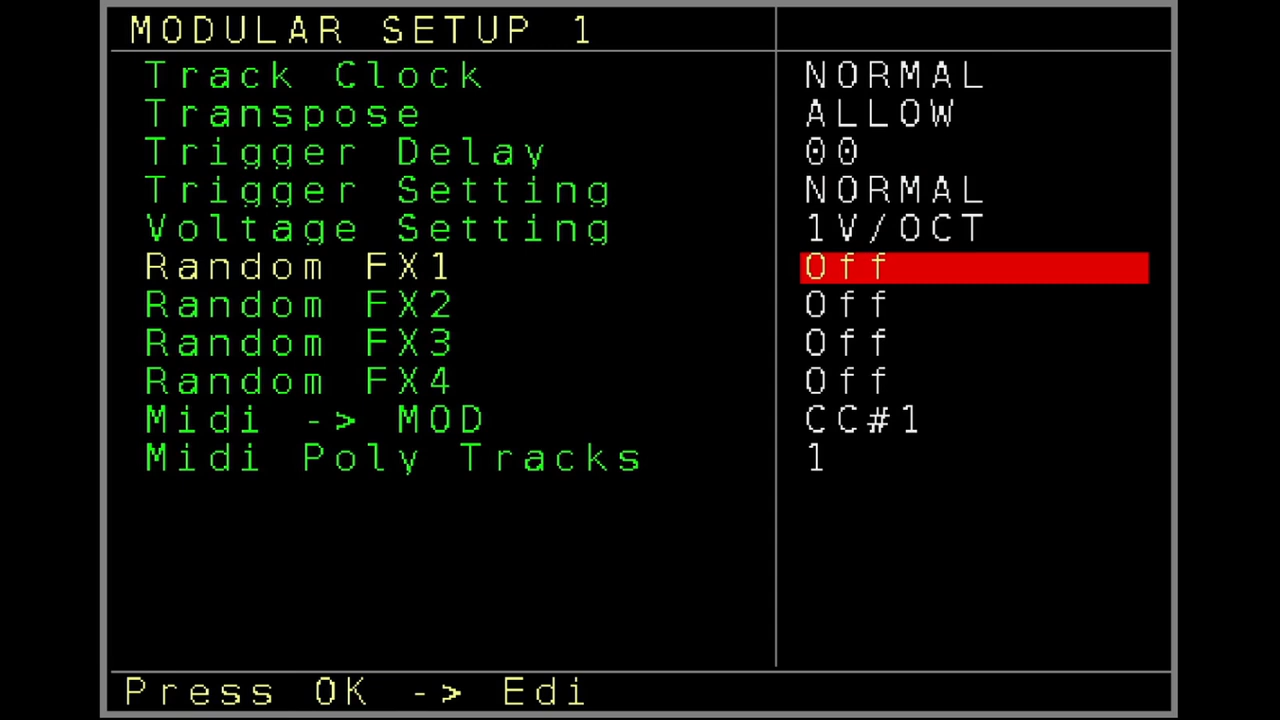 MODULAR SETUP 1
Track Clock NORMAL
Transpose ALLOW
Trigger Delay 00
Trigger Setting NORMAL
Voltage Setting 1V/OCT
Random FX1 Off
Random FX2 Off
Random FX3 Off
Random FX4 Off
Midi -> MOD CC#1
Midi Poly Tracks 1
Press OK -> Edi